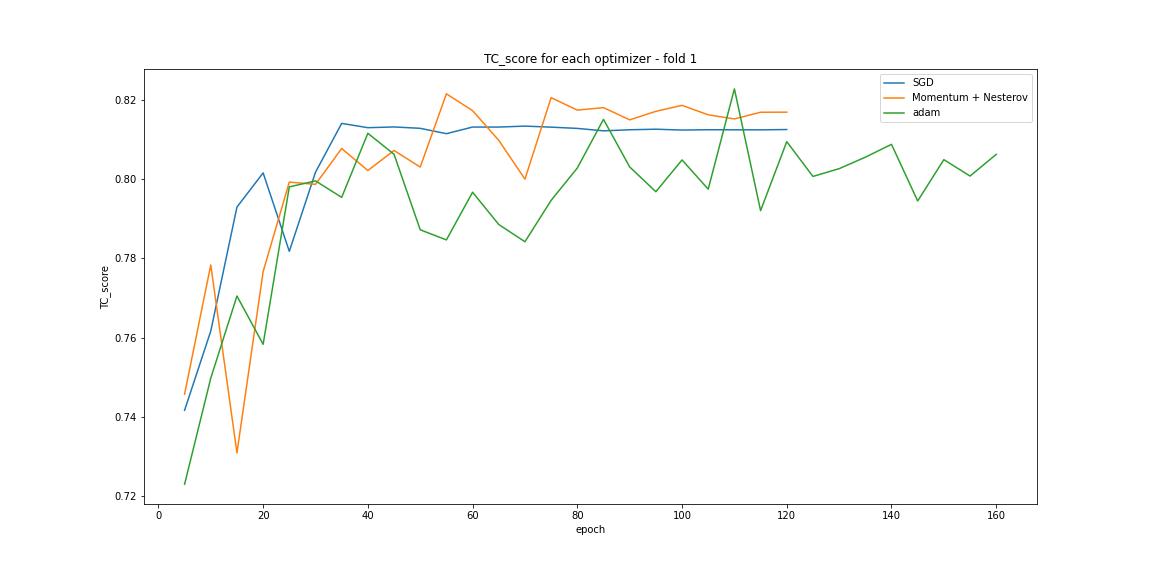 TC_score for each optimizer - fold 1
SGD
Momentum + Nesterov
adam
0.82
0.80
0.78
0.76
0.74
0.72
TC_score
0 20 40 60 80 100 120 140 160
epoch